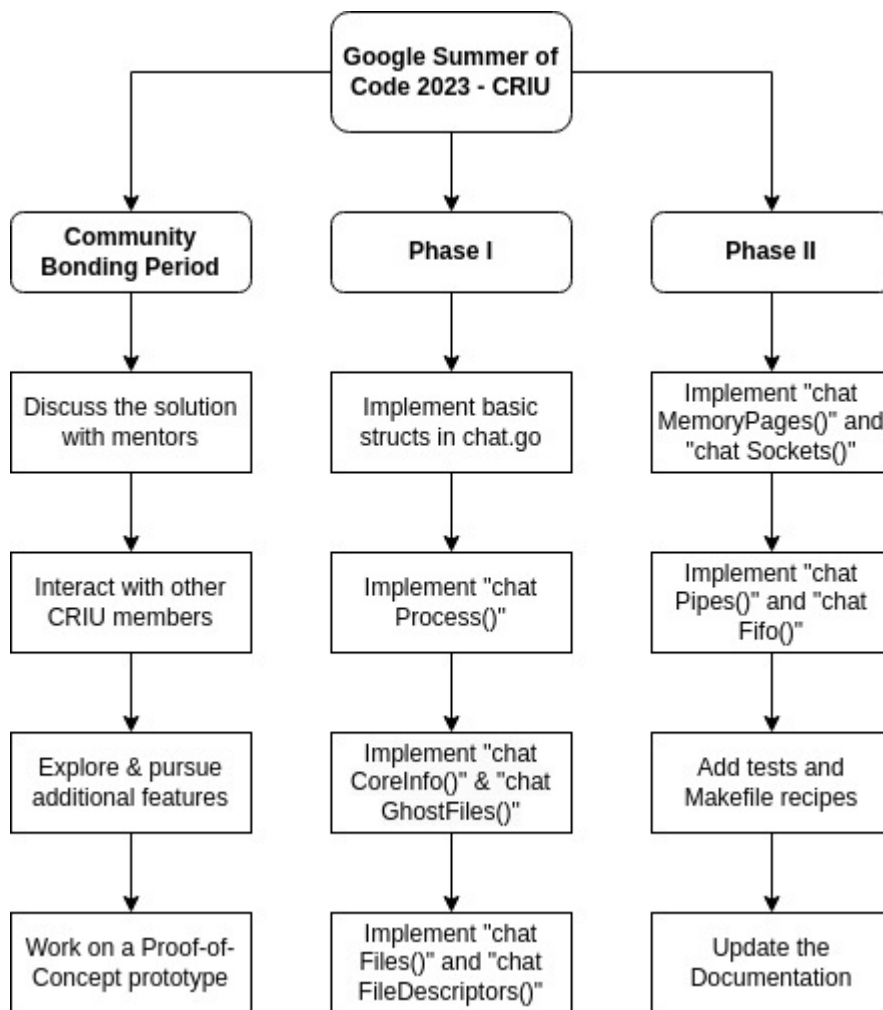 Google Summer of
Code 2023 - CRIU
Community
Bonding Period
Discuss the solution
with mentors
Interact with other
CRIU members
Explore & pursue
additional features
Work on a Proof-of-
Concept prototype
Phase I
Implement basic
structs in chat.go
Implement "chat
Process()"
Implement "chat
CoreInfo()" & "chat
GhostFiles()"
Implement "chat
Files()" and "chat
FileDescriptors()"
Phase II
Implement "chat
MemoryPages()" and
"chat Sockets()"
Implement "chat
Pipes()" and "chat
Fifo()"
Add tests and
Makefile recipes
Update the
Documentation